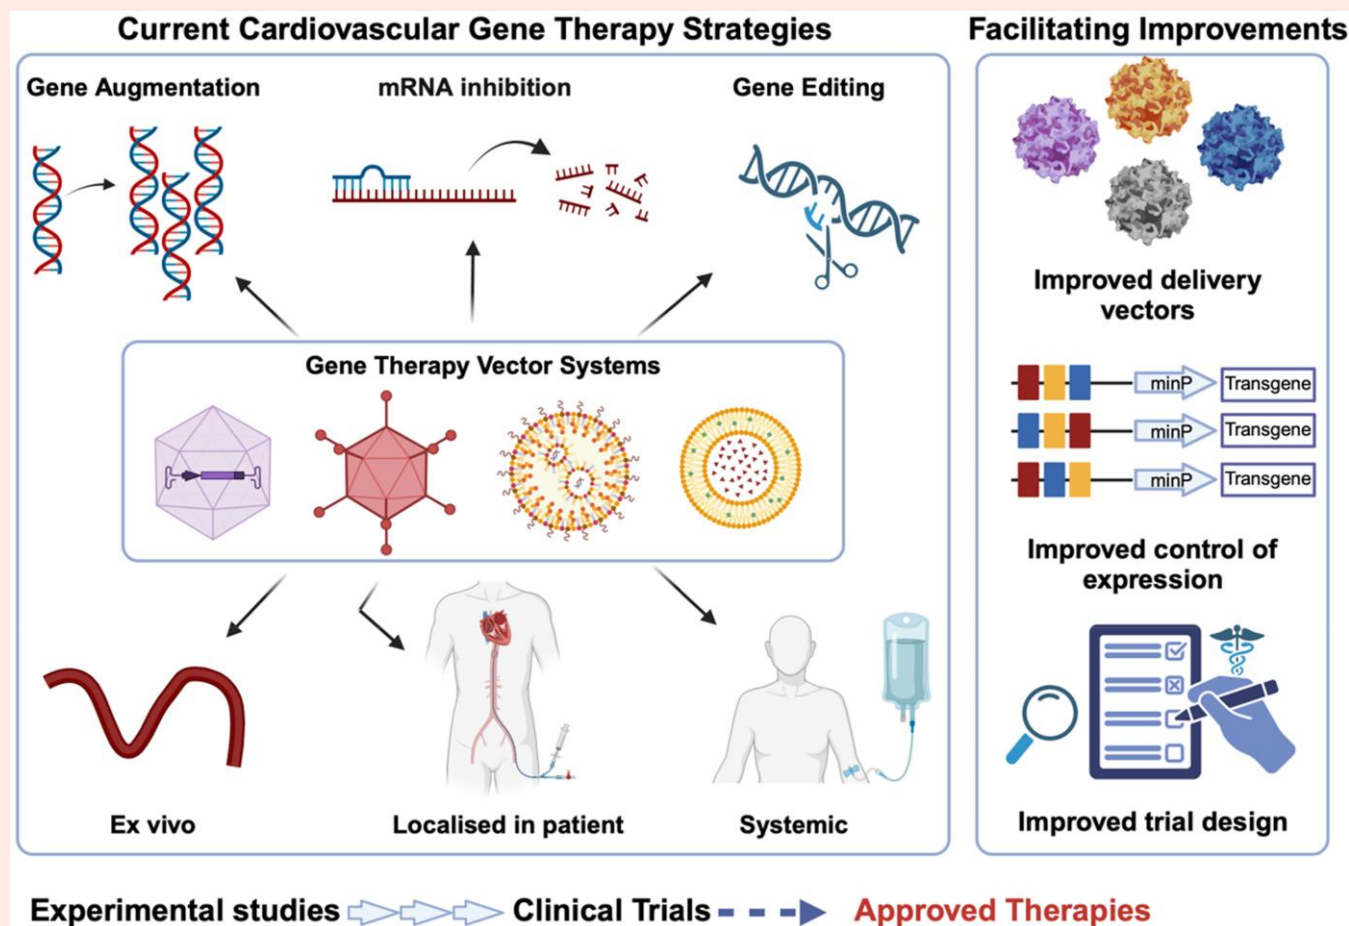 Current Cardiovascular Gene Therapy Strategies
Gene Augmentation
mRNA inhibition
Gene Editing
Gene Therapy Vector Systems
Ex vivo
Localised in patient
Systemic
Facilitating Improvements
Improved delivery
vectors
minP Transgene
minP Transgene
minP Transgene
Improved control of
expression
Improved trial design
Experimental studies Clinical Trials Approved Therapies